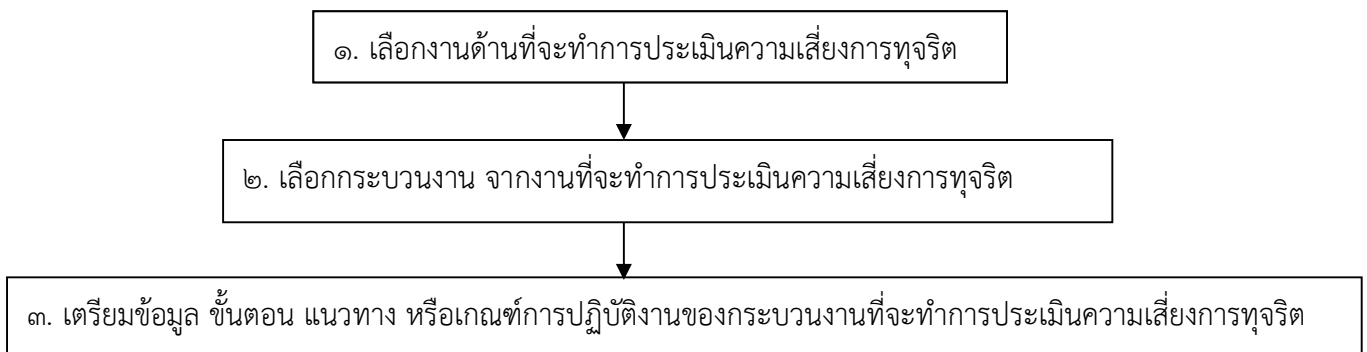 ๑. เลือกงานด้านที่จะทำการประเมินความเสี่ยงการทุจริต
๒. เลือกกระบวนงาน จากงานที่จะทำการประเมินความเสี่ยงการทุจริต
๓. เตรียมข้อมูล ขั้นตอน แนวทาง หรือเกณฑ์การปฏิบัติงานของกระบวนงานที่จะทำการประเมินความเสี่ยงการทุจริต